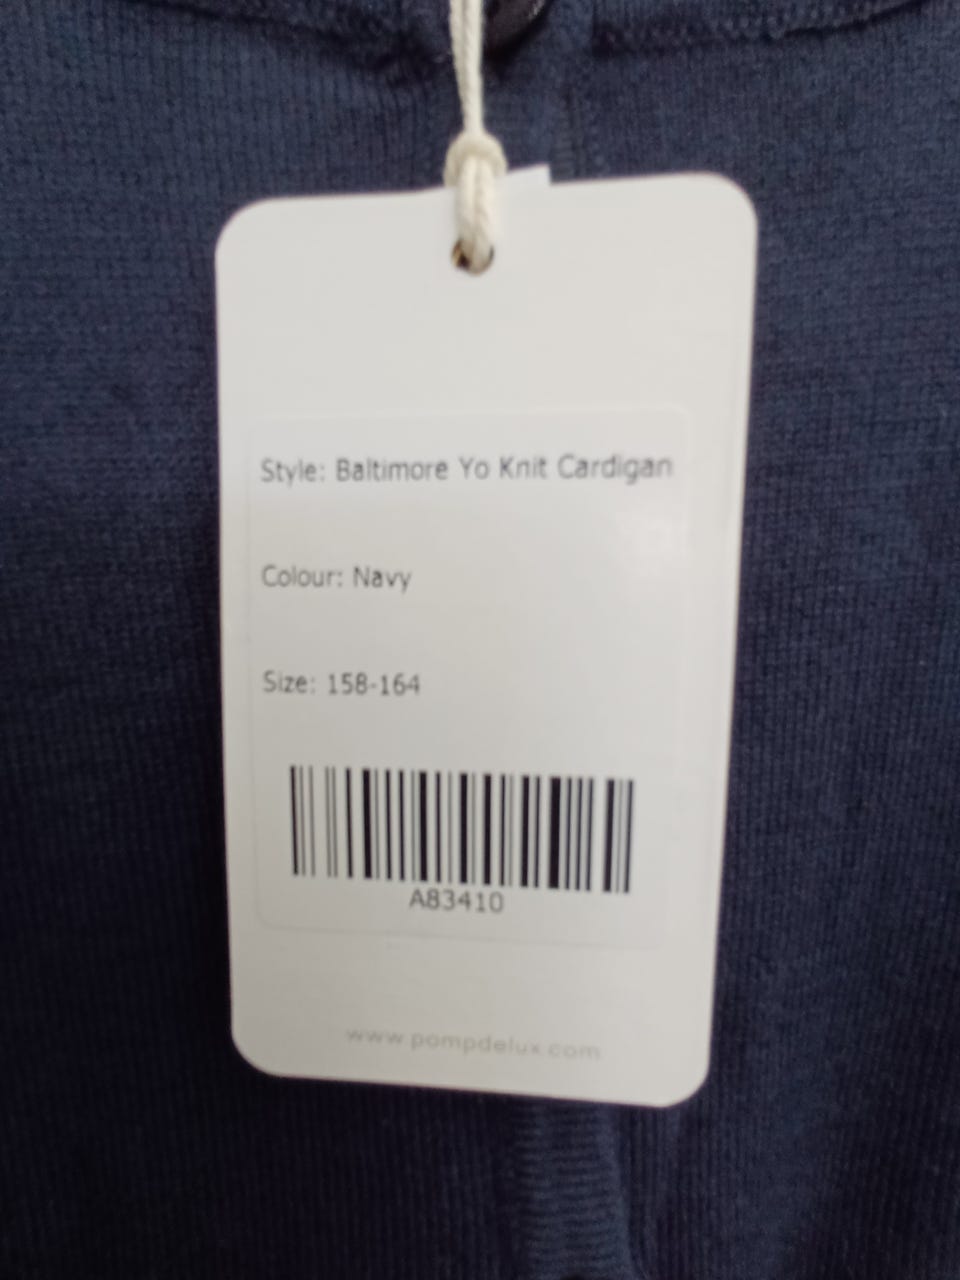 Style: Baltimore Yo Knit Cardigan
Colour: Navy
Size: 158-164
A83410
www.pompdelux.com